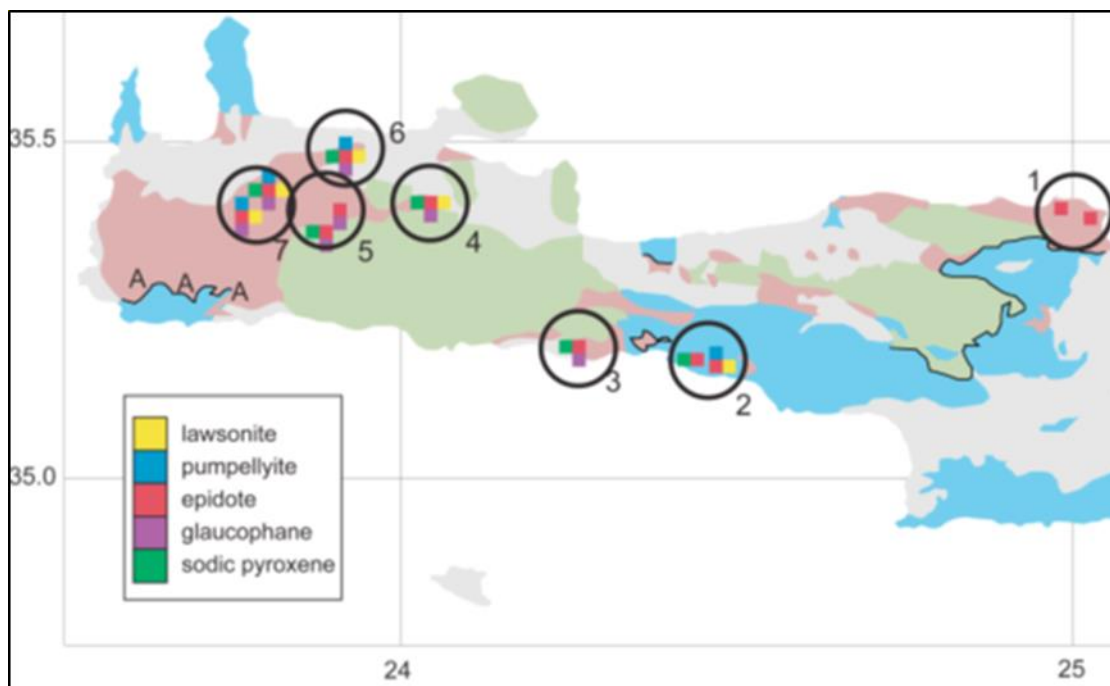 6
35.5
1
7
5
4
A A A
3
2
lawsonite
pumpellyite
epidote
glaucophane
sodic pyroxene
35.0
24
25